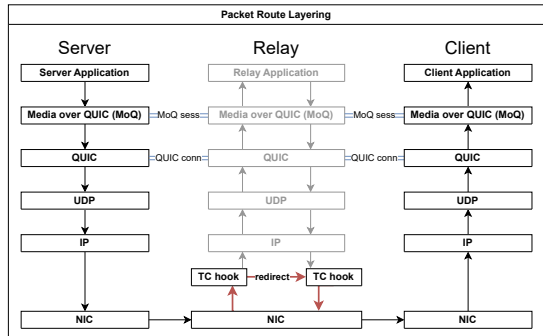 Packet Route Layering
Server Relay Client
Server Application Relay Application Client Application
Media over QUIC (MoQ) MoQ sess Media over QUIC (MoQ) MoQ sess Media over QUIC (MoQ)
QUIC QUIC conn QUIC QUIC conn QUIC
UDP UDP UDP
IP IP IP
TC hook redirect TC hook
NIC NIC NIC